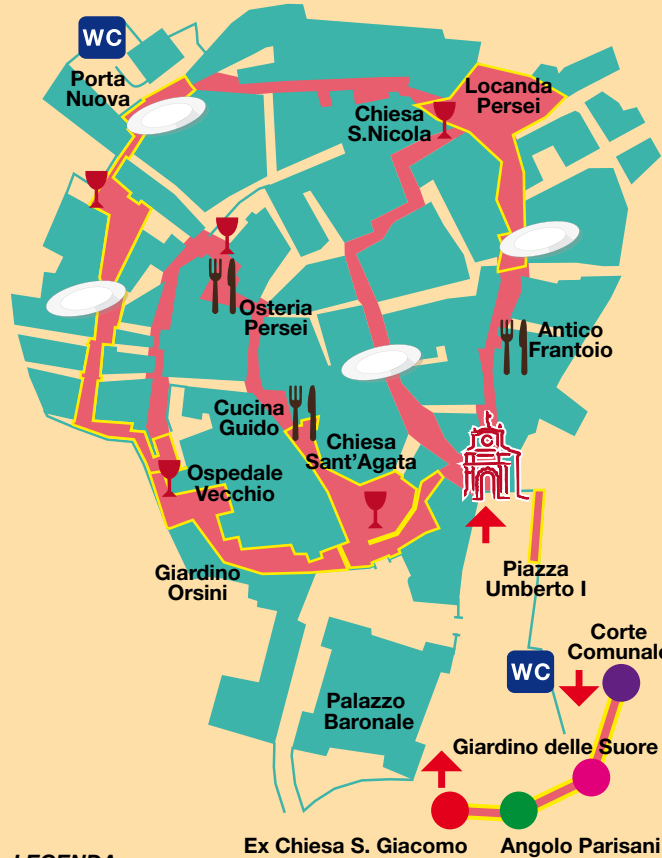 WC
Porta
Nuova
Locanda
Persei
Chiesa
S.Nicola
Osteria
Persei
Antico
Frantoio
Cucina
Guido
Chiesa
Sant'Agata
Ospedale
Vecchio
Giardino
Orsini
Piazza
Umberto I
Corte
Comunale
WC
Palazzo
Baronale
Giardino delle Suore
Ex Chiesa S. Giacomo
Angolo Parisani
LEGENDA